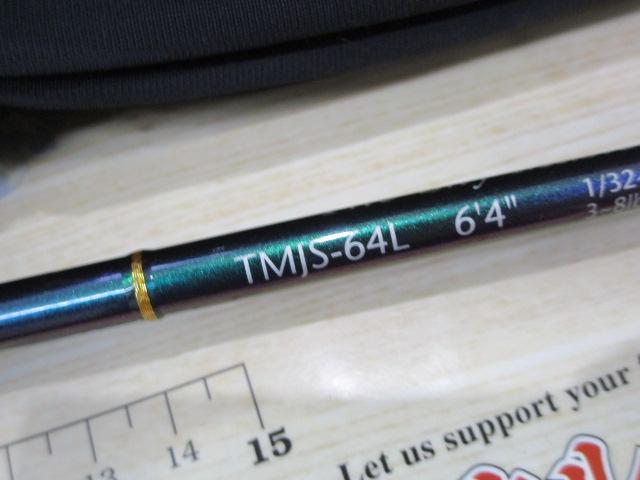 TMJS-64L 6'4" 1/32-
3~8lb
13 14 15
Let us support your